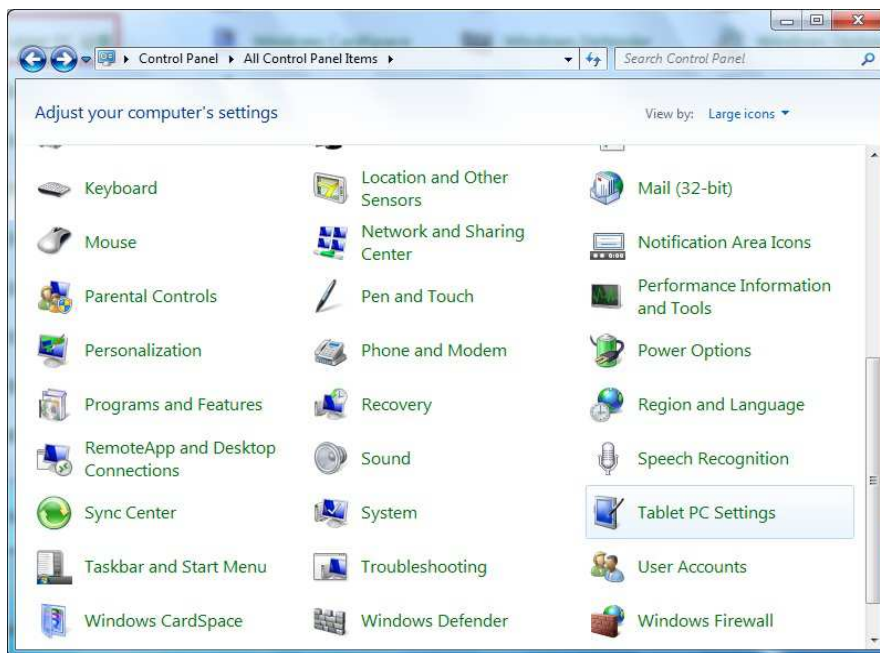 Control Panel ▸ All Control Panel Items ▸
Search Control Panel
Adjust your computer's settings
View by: Large icons
Keyboard
Location and Other
Sensors
Mail (32-bit)
Mouse
Network and Sharing
Center
Notification Area Icons
Parental Controls
Pen and Touch
Performance Information
and Tools
Personalization
Phone and Modem
Power Options
Programs and Features
Recovery
Region and Language
RemoteApp and Desktop
Connections
Sound
Speech Recognition
Sync Center
System
Tablet PC Settings
Taskbar and Start Menu
Troubleshooting
User Accounts
Windows CardSpace
Windows Defender
Windows Firewall